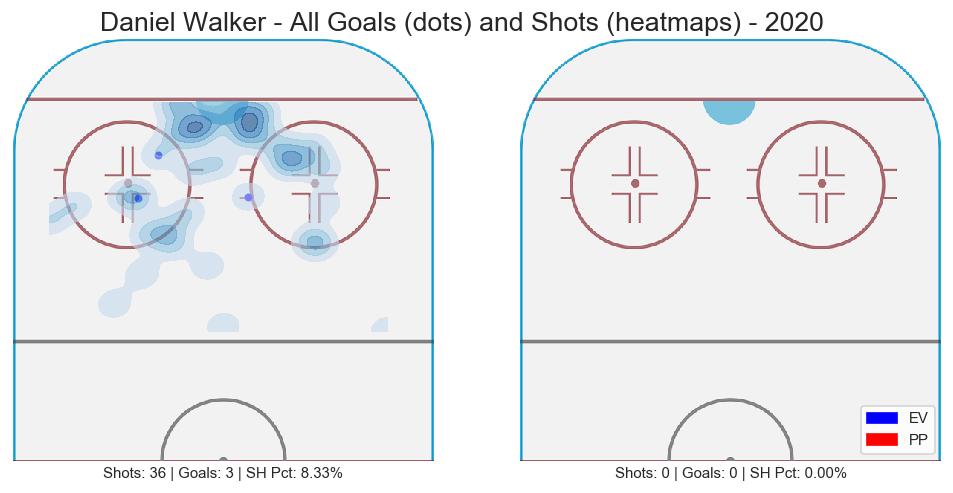 Daniel Walker - All Goals (dots) and Shots (heatmaps) - 2020
EV
PP
Shots: 36 | Goals: 3 | SH Pct: 8.33%
Shots: 0 | Goals: 0 | SH Pct: 0.00%